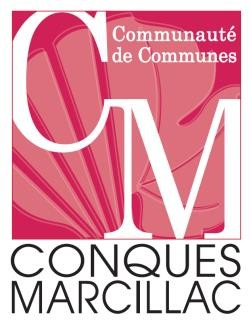 Communauté
de Communes
CM
CONQUES
MARCILLAC